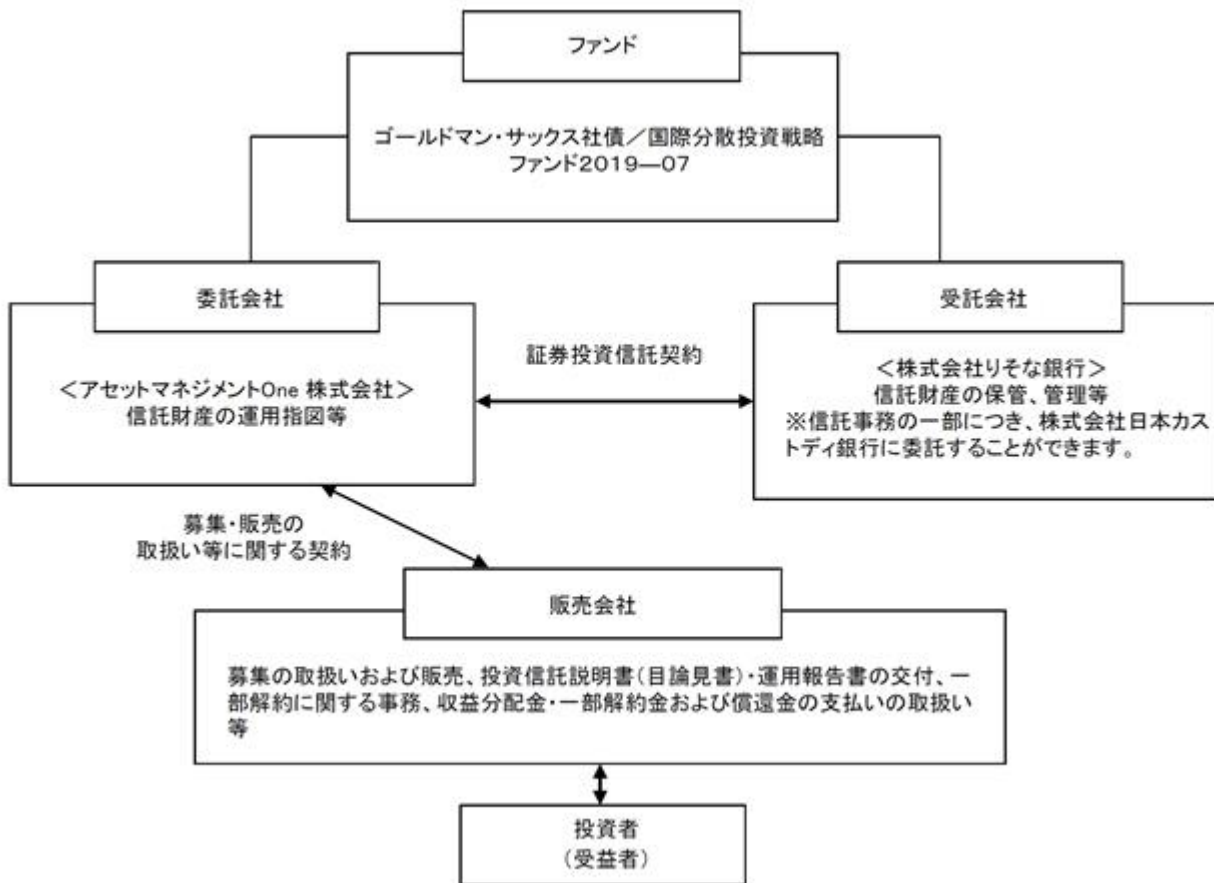 ファンド
ゴールドマン・サックス社債／国際分散投資戦略
ファンド2019―07
委託会社
受託会社
＜アセットマネジメントOne 株式会社＞
信託財産の運用指図等
証券投資信託契約
＜株式会社りそな銀行＞
信託財産の保管、管理等
※信託事務の一部につき、株式会社日本カス
トディ銀行に委託することができます。
募集・販売の
取扱い等に関する契約
販売会社
募集の取扱いおよび販売、投資信託説明書（目論見書）・運用報告書の交付、一
部解約に関する事務、収益分配金・一部解約金および償還金の支払いの取扱い
等
投資者
（受益者）